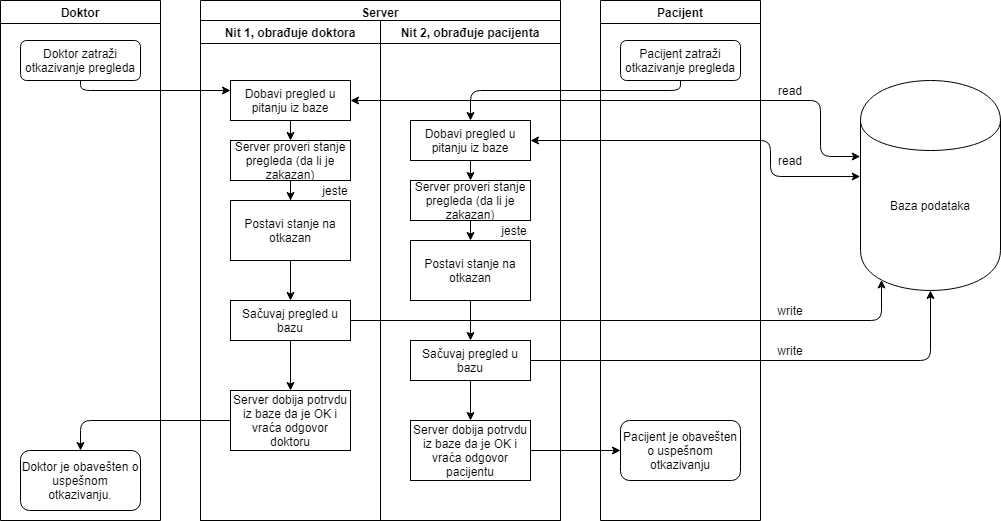 Doktor
Server
Pacijent
Nit 1, obrađuje doktora
Nit 2, obrađuje pacijenta
Doktor zatraži
otkazivanje pregleda
Pacijent zatraži
otkazivanje pregleda
Dobavi pregled u
pitanju iz baze
read
Dobavi pregled u
pitanju iz baze
read
Server proveri stanje
pregleda (da li je
zakazan)
jeste
Server proveri stanje
pregleda (da li je
zakazan)
jeste
Baza podataka
Postavi stanje na
otkazan
Postavi stanje na
otkazan
Sačuvaj pregled u
bazu
write
Sačuvaj pregled u
bazu
write
Server dobija potrvdu
iz baze da je OK i
vraća odgovor
doktoru
Server dobija potrvdu
iz baze da je OK i
vraća odgovor
pacijentu
Pacijent je obavešten
o uspešnom
otkazivanju
Doktor je obavešten o
uspešnom
otkazivanju.